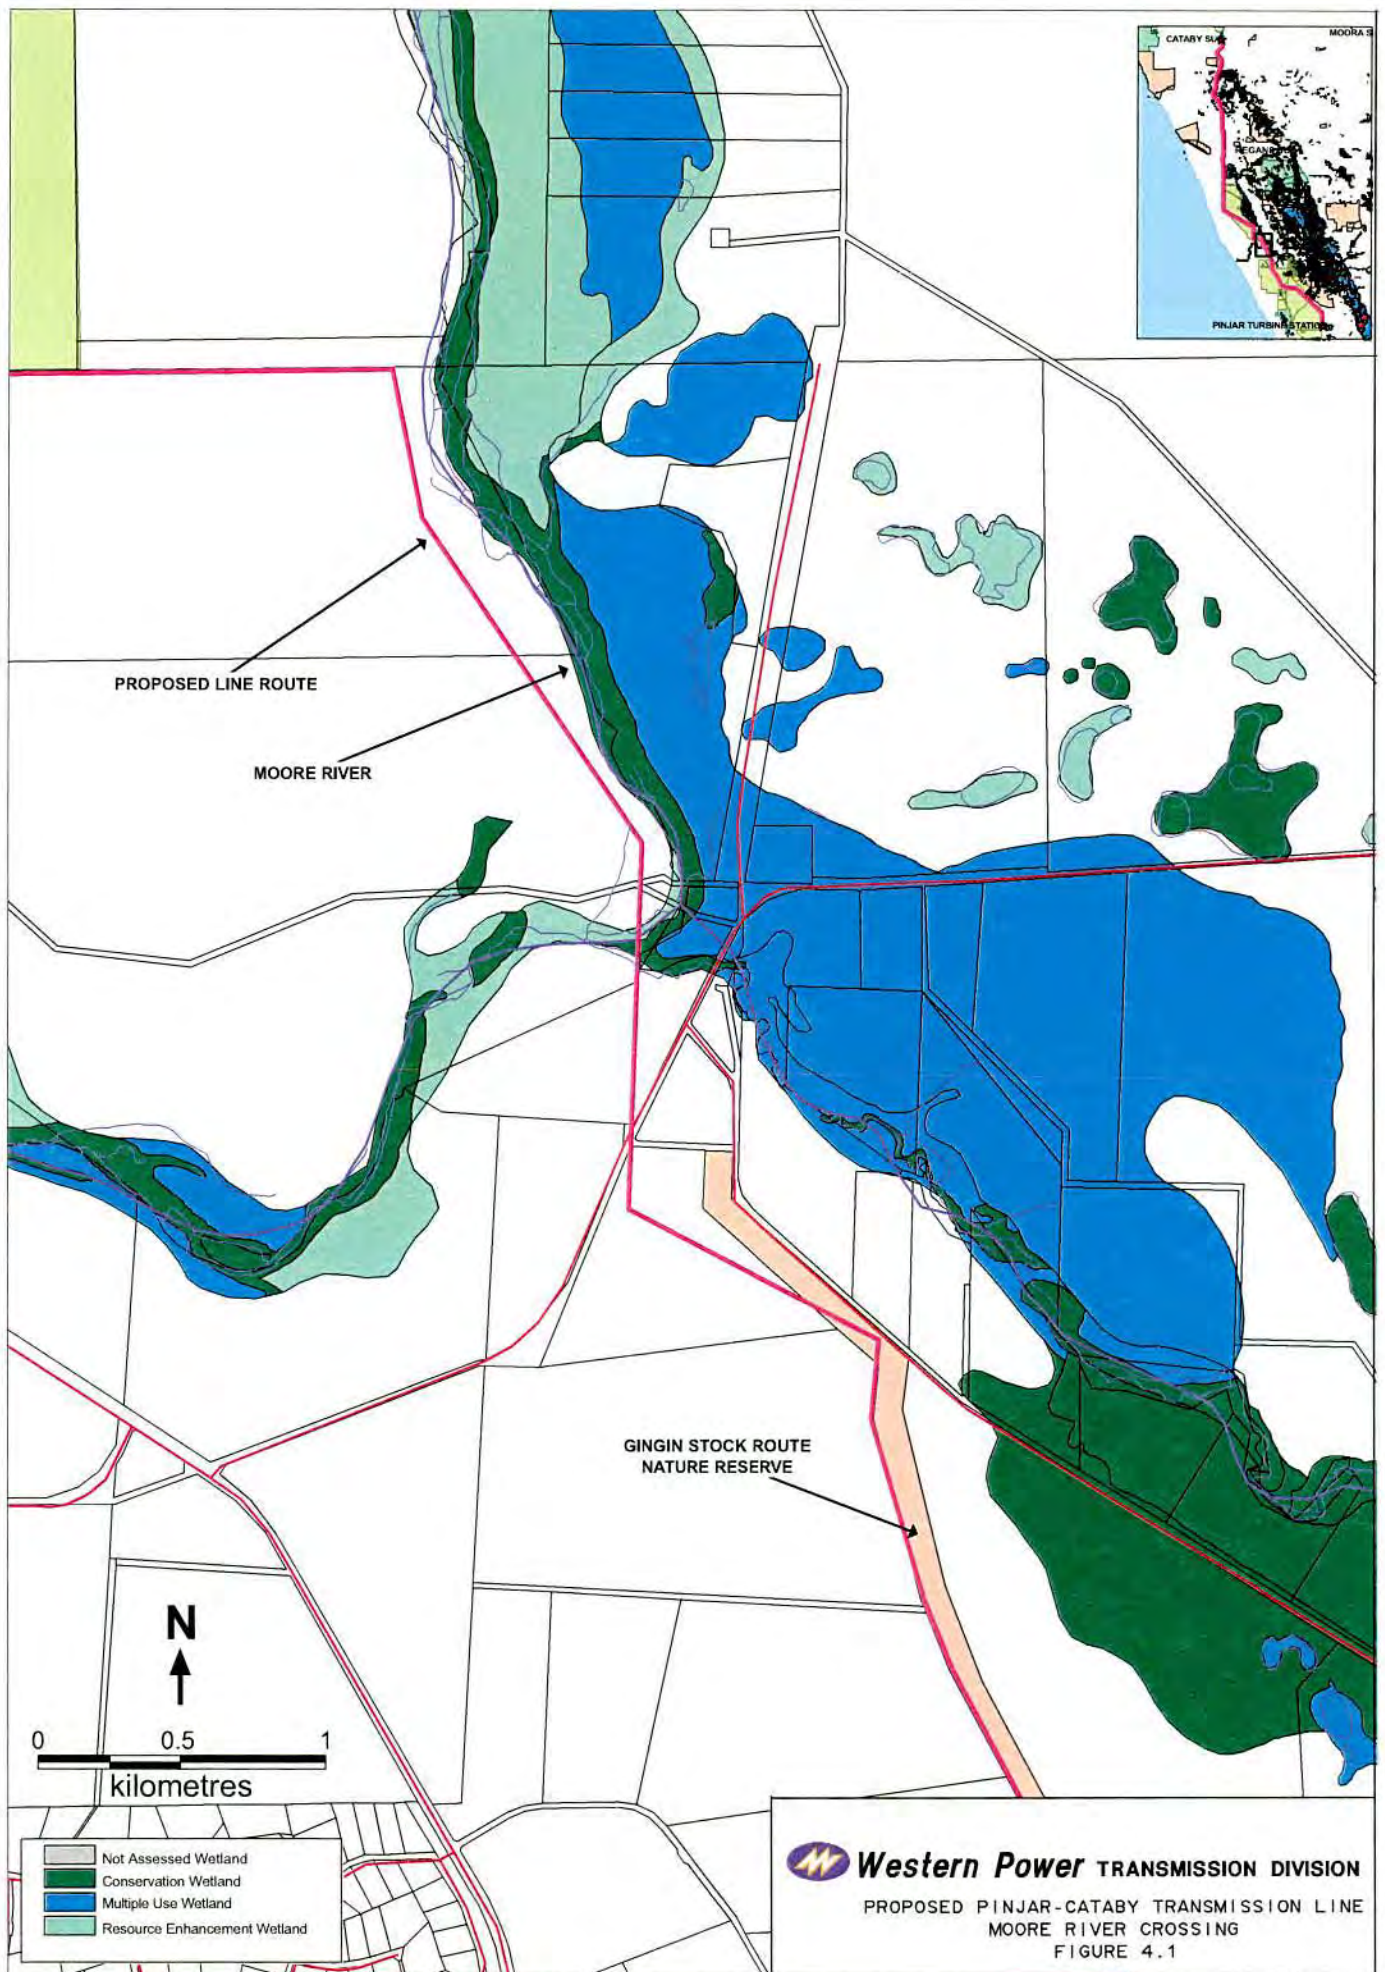 CATABY SU
MOORA S
REGANS
PINJAR TURBINE STATIO
PROPOSED LINE ROUTE
MOORE RIVER
GINGIN STOCK ROUTE
NATURE RESERVE
N
0 0.5 1
kilometres
Not Assessed Wetland
Conservation Wetland
Multiple Use Wetland
Resource Enhancement Wetland
Western Power TRANSMISSION DIVISION
PROPOSED PINJAR-CATABY TRANSMISSION LINE
MOORE RIVER CROSSING
FIGURE 4.1